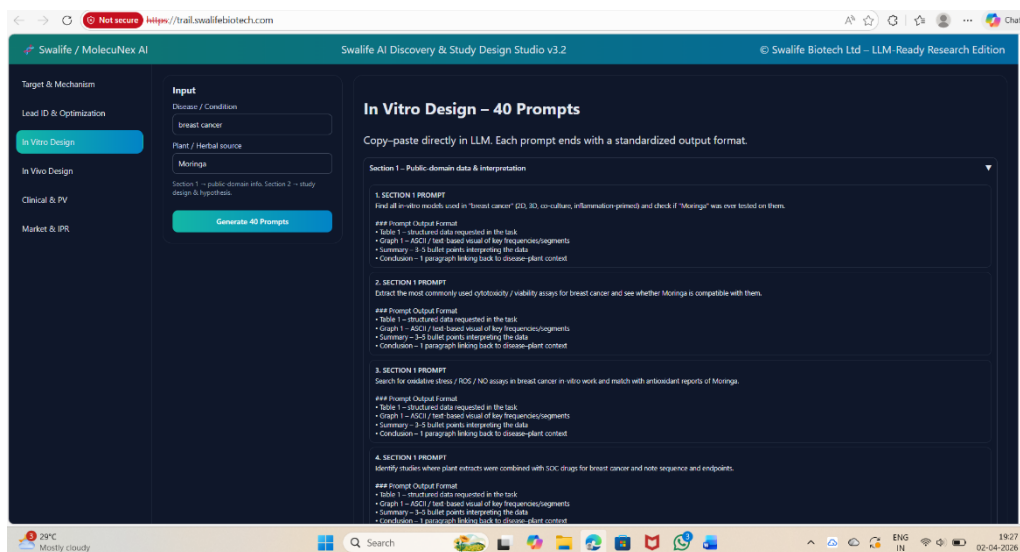 Not secure https://trail.swalifebiotech.com
Chat
Swalife / MolecuNex AI
Swalife AI Discovery & Study Design Studio v3.2
© Swalife Biotech Ltd – LLM-Ready Research Edition
Target & Mechanism
Lead ID & Optimization
In Vitro Design
In Vivo Design
Clinical & PV
Market & IPR
Input
Disease / Condition
breast cancer
Plant / Herbal source
Moringa
Section 1 → public-domain info. Section 2 → study
design & hypothesis.
Generate 40 Prompts
In Vitro Design – 40 Prompts
Copy–paste directly in LLM. Each prompt ends with a standardized output format.
Section 1 – Public-domain data & interpretation
1. SECTION 1 PROMPT
Find all in-vitro models used in "breast cancer" (2D, 3D, co-culture, inflammation-primed) and check if "Moringa" was ever tested on them.
### Prompt Output Format
• Table 1 – structured data requested in the task
• Graph 1 – ASCII / text-based visual of key frequencies/segments
• Summary – 3–5 bullet points interpreting the data
• Conclusion – 1 paragraph linking back to disease–plant context
2. SECTION 1 PROMPT
Extract the most commonly used cytotoxicity / viability assays for breast cancer and see whether Moringa is compatible with them.
### Prompt Output Format
• Table 1 – structured data requested in the task
• Graph 1 – ASCII / text-based visual of key frequencies/segments
• Summary – 3–5 bullet points interpreting the data
• Conclusion – 1 paragraph linking back to disease–plant context
3. SECTION 1 PROMPT
Search for oxidative stress / ROS / NO assays in breast cancer in-vitro work and match with antioxidant reports of Moringa.
### Prompt Output Format
• Table 1 – structured data requested in the task
• Graph 1 – ASCII / text-based visual of key frequencies/segments
• Summary – 3–5 bullet points interpreting the data
• Conclusion – 1 paragraph linking back to disease–plant context
4. SECTION 1 PROMPT
Identify studies where plant extracts were combined with SOC drugs for breast cancer and note sequence and endpoints.
### Prompt Output Format
• Table 1 – structured data requested in the task
• Graph 1 – ASCII / text-based visual of key frequencies/segments
• Summary – 3–5 bullet points interpreting the data
• Conclusion – 1 paragraph linking back to disease–plant context
3
29°C
Mostly cloudy
Search
3
ENG
IN
19:27
02-04-2026